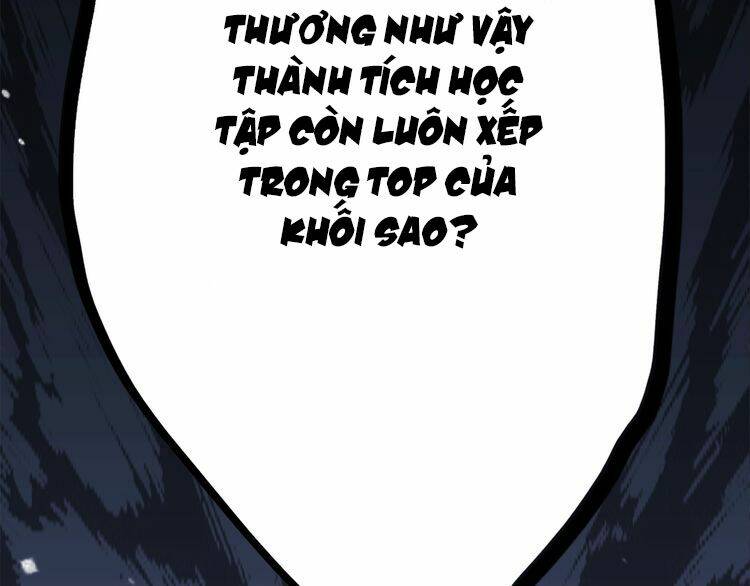 THƯƠNG NHƯ VẬY
THÀNH TÍCH HỌC
TẬP CÒN LUÔN XẾP
TRONG TOP CỦA
KHỐI SAO?